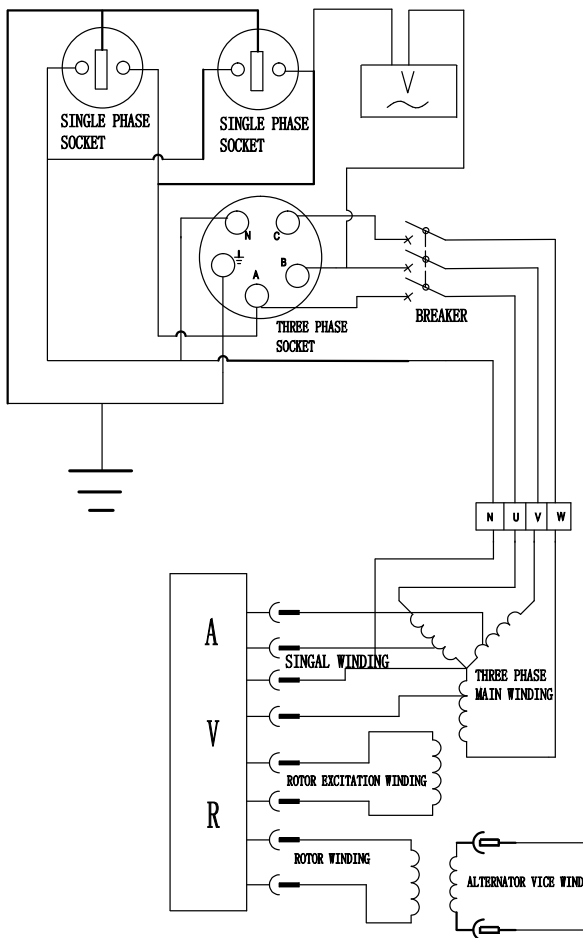 V
SINGLE PHASE
SOCKET
SINGLE PHASE
SOCKET
N
C
A
B
THREE PHASE
SOCKET
BREAKER
N U V W
A
V
R
SINGAL WINDING
THREE PHASE
MAIN WINDING
ROTOR EXCITATION WINDING
ROTOR WINDING
ALTERNATOR VICE WIND